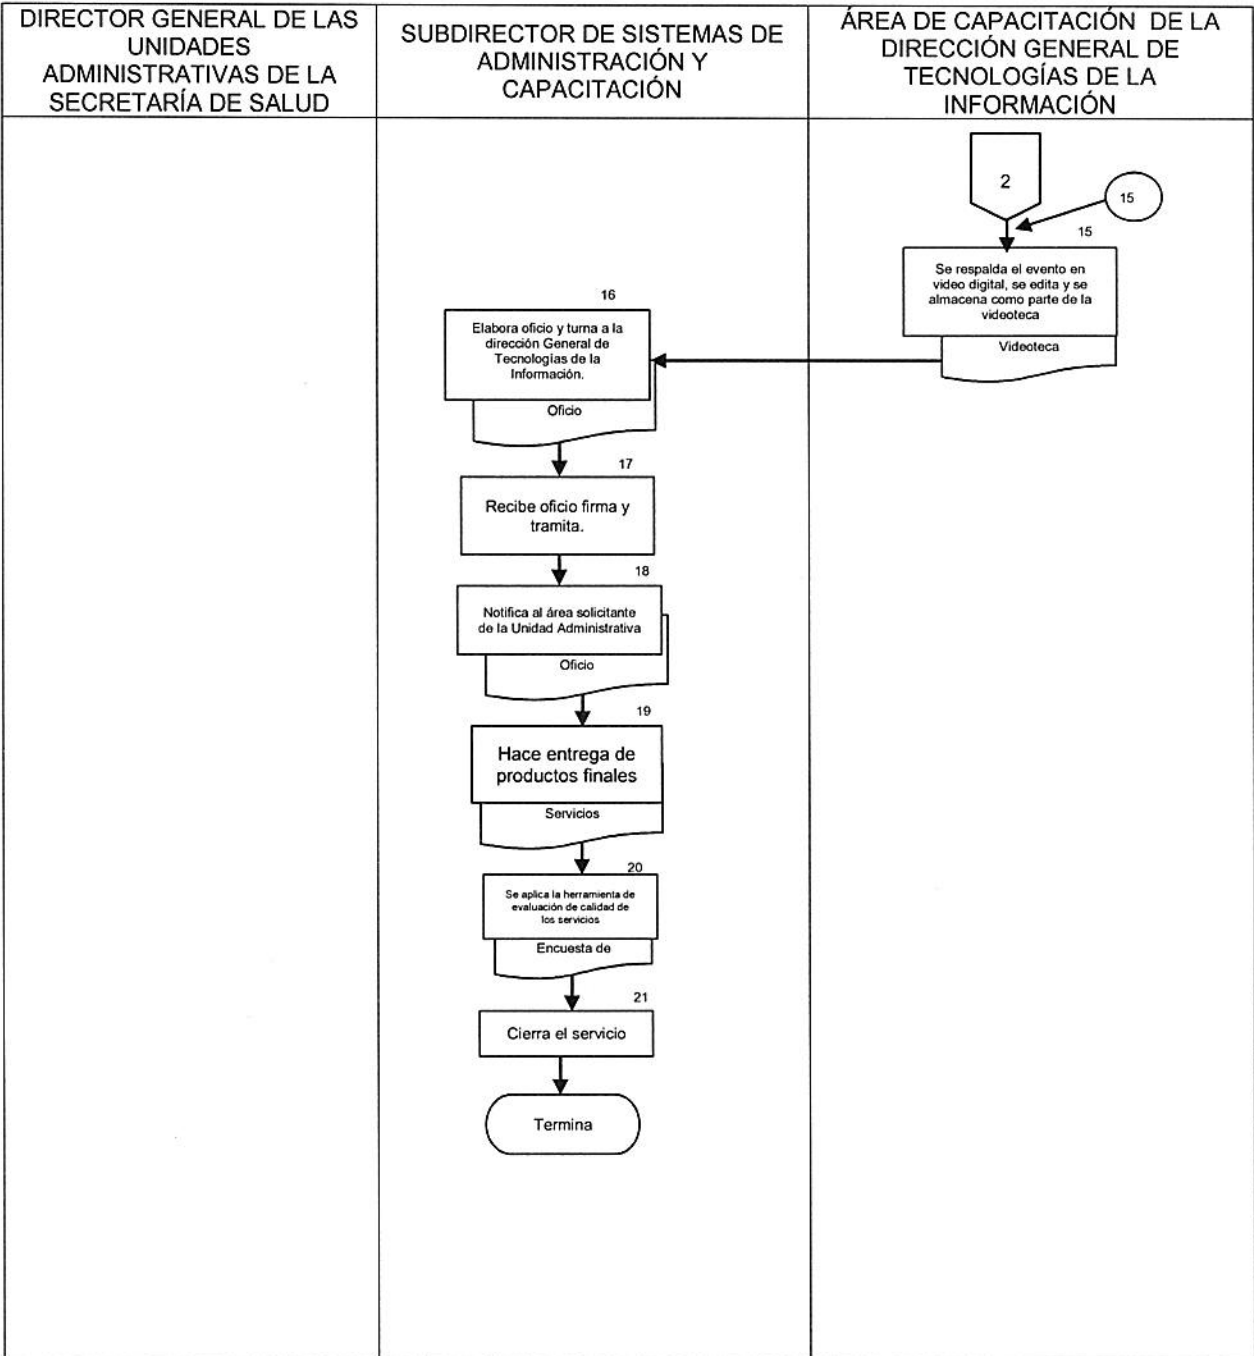 DIRECTOR GENERAL DE LAS
UNIDADES
ADMINISTRATIVAS DE LA
SECRETARÍA DE SALUD
SUBDIRECTOR DE SISTEMAS DE
ADMINISTRACIÓN Y
CAPACITACIÓN
ÁREA DE CAPACITACIÓN DE LA
DIRECCIÓN GENERAL DE
TECNOLOGÍAS DE LA
INFORMACIÓN
2
15
15
Se respalda el evento en
video digital, se edita y se
almacena como parte de la
videoteca
Videoteca
16
Elabora oficio y turna a la
dirección General de
Tecnologías de la
Información.
Oficio
17
Recibe oficio firma y
tramita.
18
Notifica al área solicitante
de la Unidad Administrativa
Oficio
19
Hace entrega de
productos finales
Servicios
20
Se aplica la herramienta de
evaluación de calidad de
los servicios
Encuesta de
21
Cierra el servicio
Termina